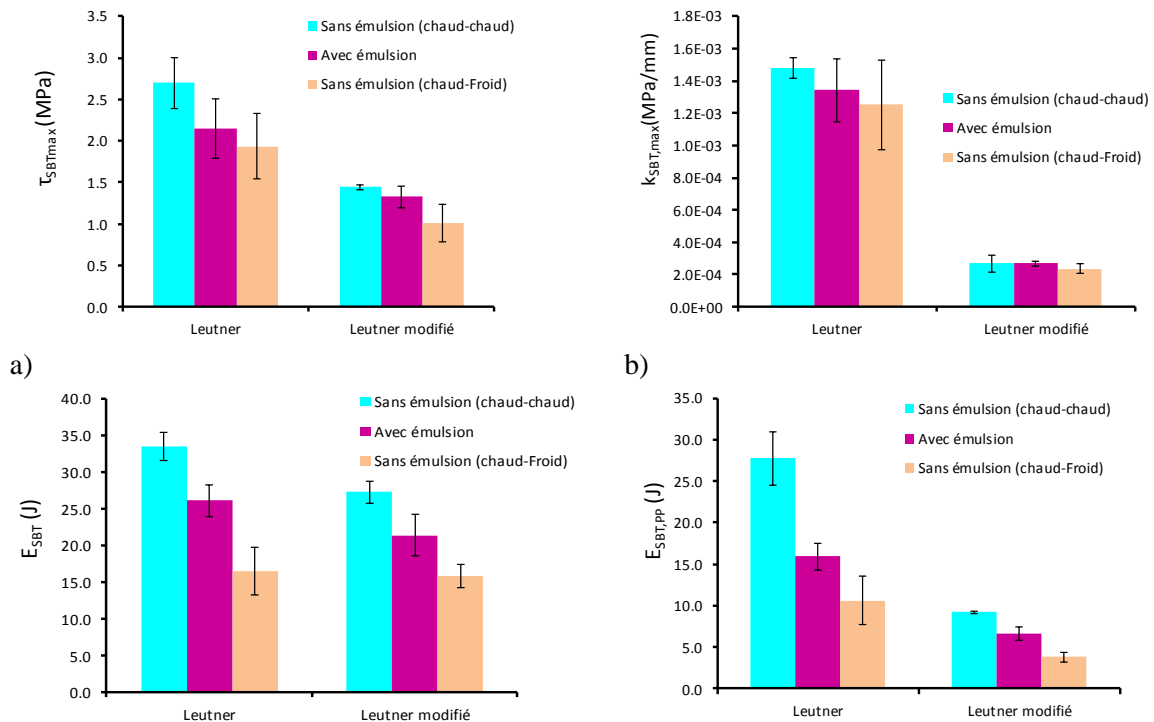 3.5
3.0
2.5
2.0
1.5
1.0
0.5
0.0
τSBTmax (MPa)
Sans émulsion (chaud-chaud)
Avec émulsion
Sans émulsion (chaud-Froid)
Leutner
Leutner modifié
1.8E-03
1.6E-03
1.4E-03
1.2E-03
1.0E-03
8.0E-04
6.0E-04
4.0E-04
2.0E-04
0.0E+00
kSBT,max(MPa/mm)
Sans émulsion (chaud-chaud)
Avec émulsion
Sans émulsion (chaud-Froid)
Leutner
Leutner modifié
a)
b)
40.0
35.0
30.0
25.0
20.0
15.0
10.0
5.0
0.0
ESBT (J)
Sans émulsion (chaud-chaud)
Avec émulsion
Sans émulsion (chaud-Froid)
Leutner
Leutner modifié
35.0
30.0
25.0
20.0
15.0
10.0
5.0
0.0
ESBT,PP (J)
Sans émulsion (chaud-chaud)
Avec émulsion
Sans émulsion (chaud-Froid)
Leutner
Leutner modifié